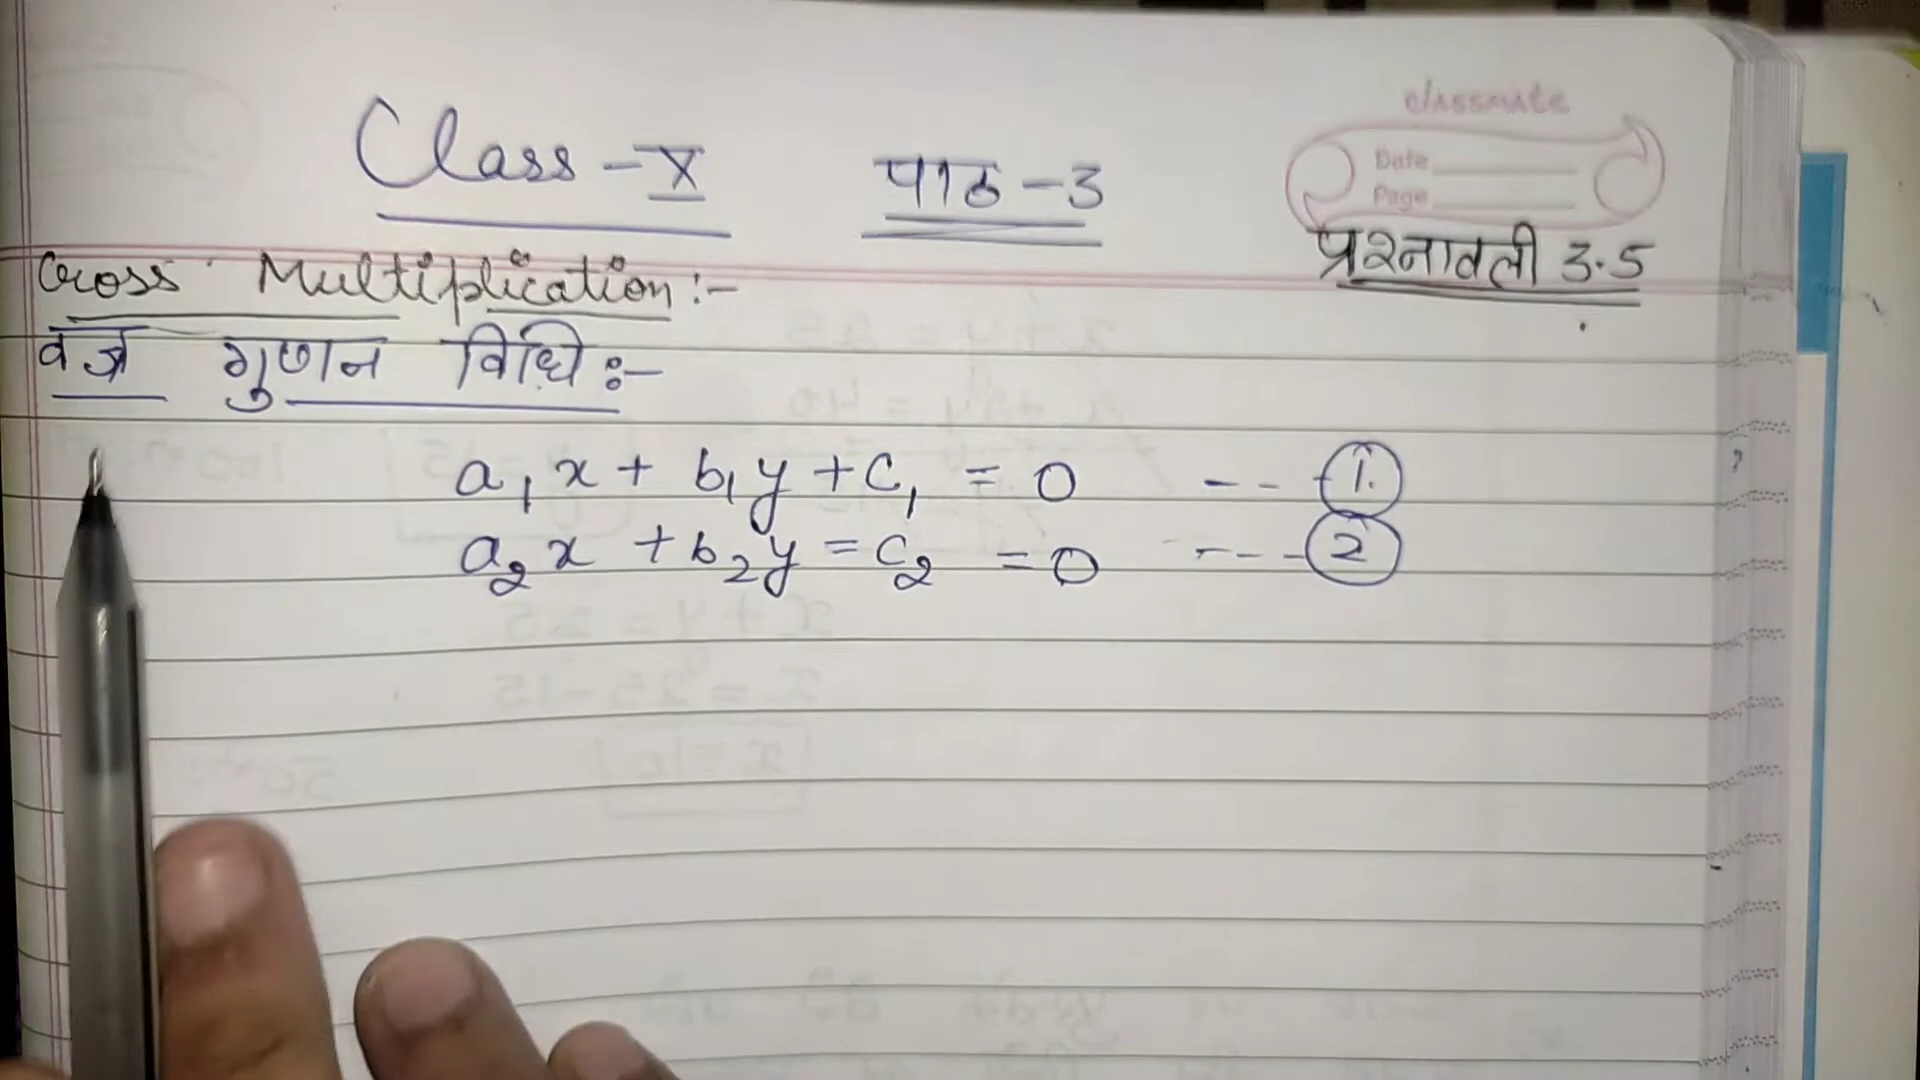 classmate
Date
Page
Class - X पाठ - 3
प्रश्नावली 3.5
Cross Multiplication :-
वज्र गुणन विधि :-
a₁x + b₁y + c₁ = 0 --- ①
a₂x + b₂y = c₂ = 0 --- ②